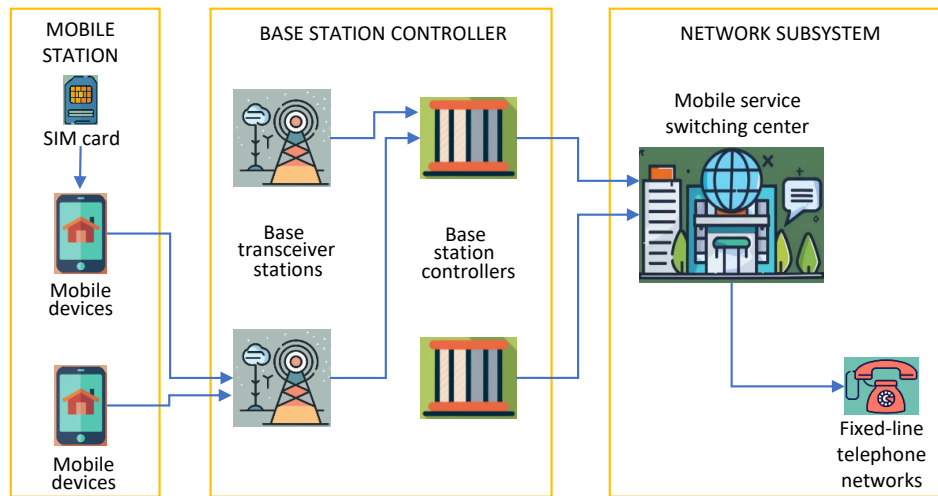 MOBILE
STATION
SIM card
Mobile
devices
Mobile
devices
BASE STATION CONTROLLER
Base
transceiver
stations
Base
station
controllers
NETWORK SUBSYSTEM
Mobile service
switching center
Fixed-line
telephone
networks